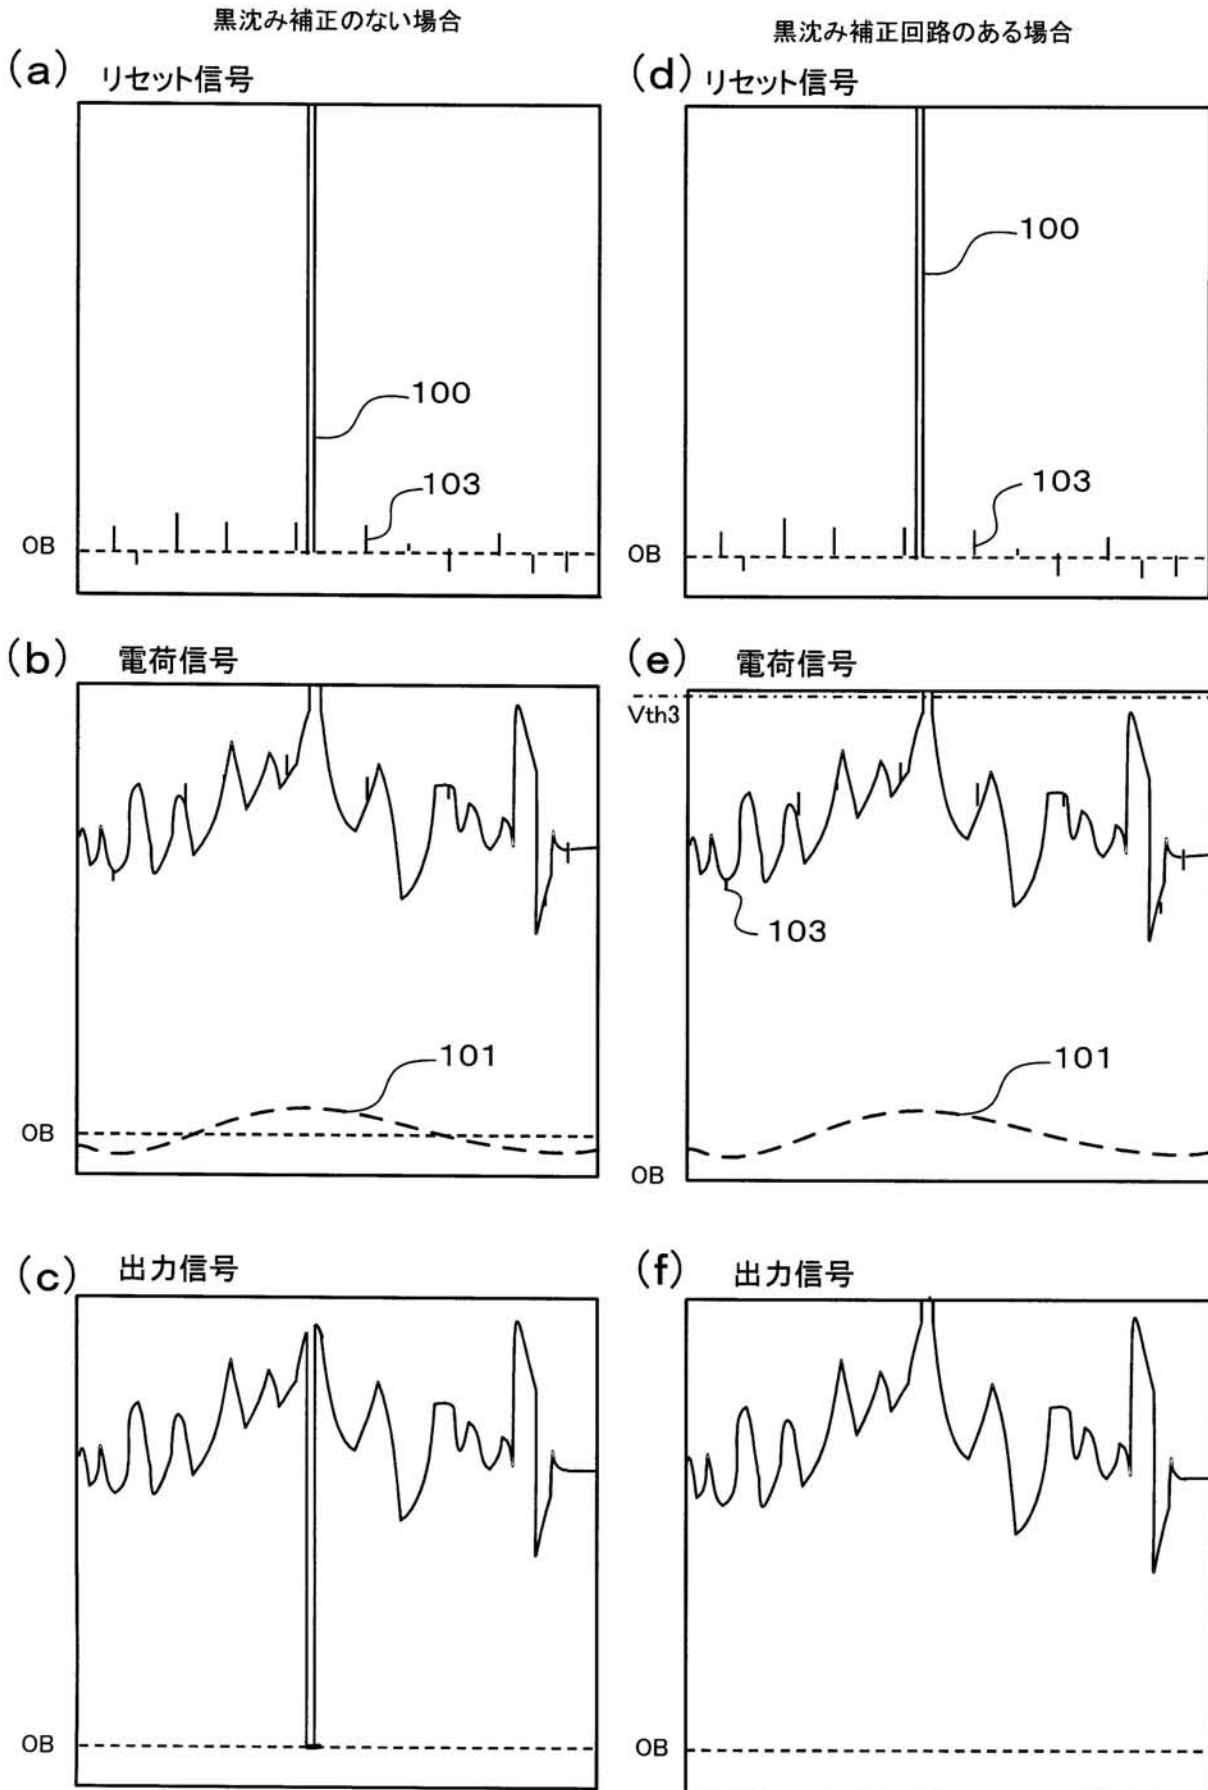 黒沈み補正のない場合
(a) リセット信号
100
103
OB
(b) 電荷信号
101
OB
(c) 出力信号
OB
黒沈み補正回路のある場合
(d) リセット信号
100
103
OB
(e) 電荷信号
Vth3
103
101
OB
(f) 出力信号
OB